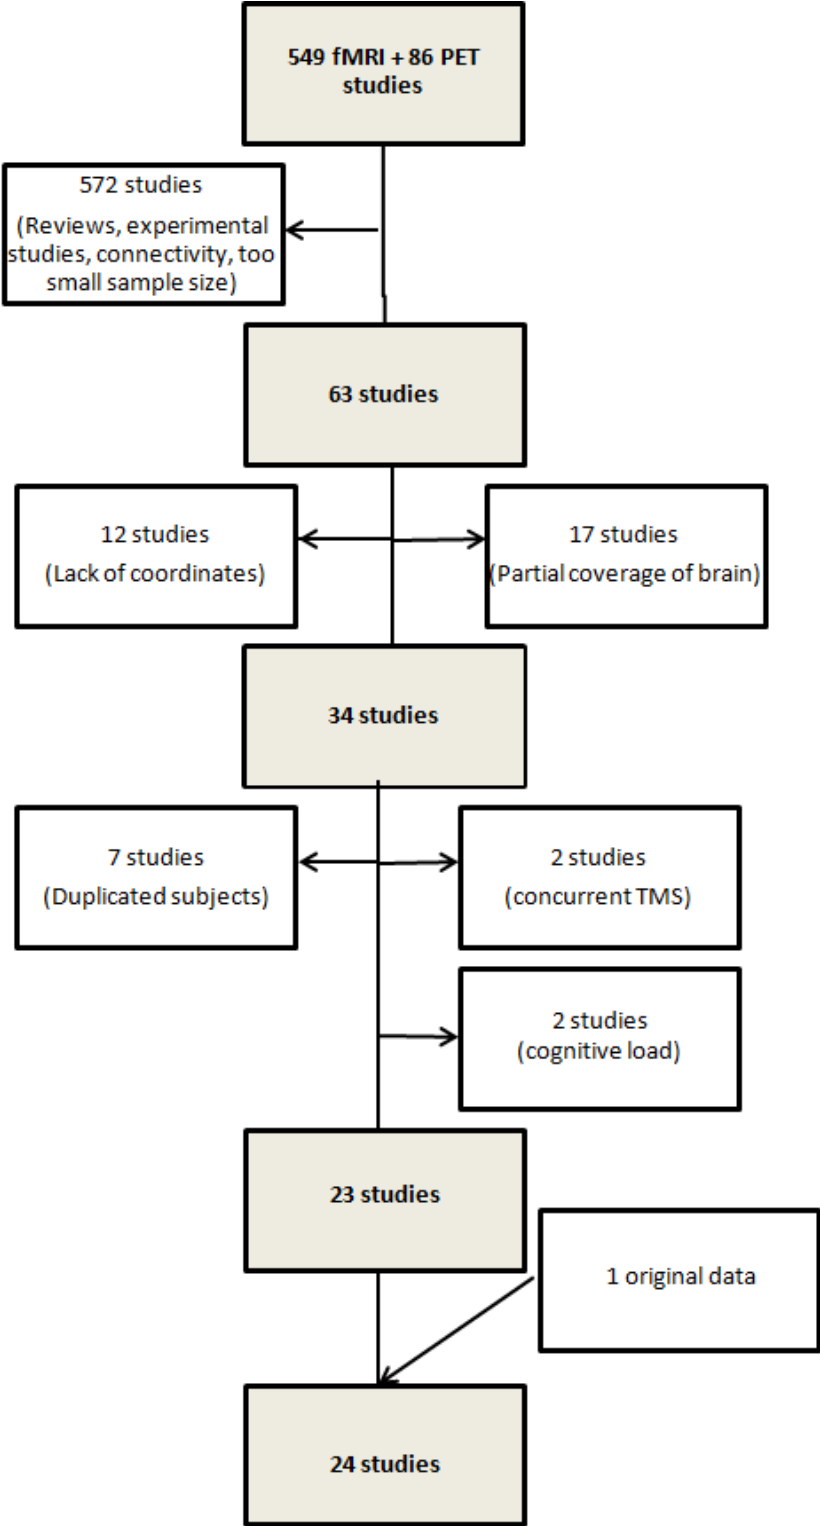 549 fMRI + 86 PET
studies
572 studies
(Reviews, experimental
studies, connectivity, too
small sample size)
63 studies
12 studies
(Lack of coordinates)
17 studies
(Partial coverage of brain)
34 studies
7 studies
(Duplicated subjects)
2 studies
(concurrent TMS)
2 studies
(cognitive load)
23 studies
1 original data
24 studies